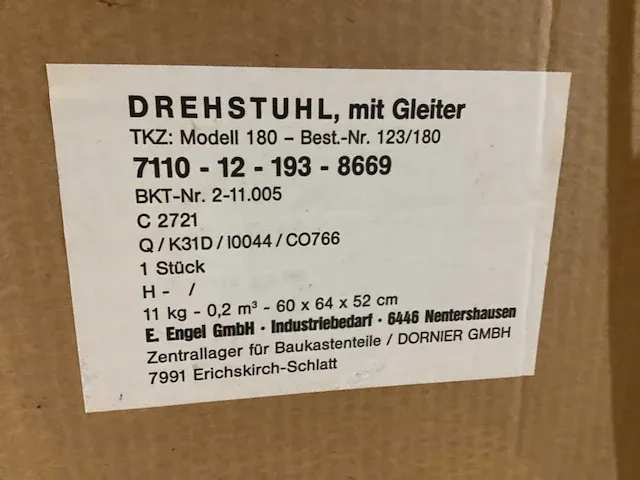 DREHSTUHL, mit Gleiter
TKZ: Modell 180 – Best.-Nr. 123/180
7110 - 12 - 193 - 8669
BKT-Nr. 2-11.005
C 2721
Q / K31D / I0044 / CO766
1 Stück
H - /
11 kg - 0,2 m³ - 60 x 64 x 52 cm
E. Engel GmbH · Industriebedarf · 6446 Nentershausen
Zentrallager für Baukastenteile / DORNIER GMBH
7991 Erichskirch-Schlatt